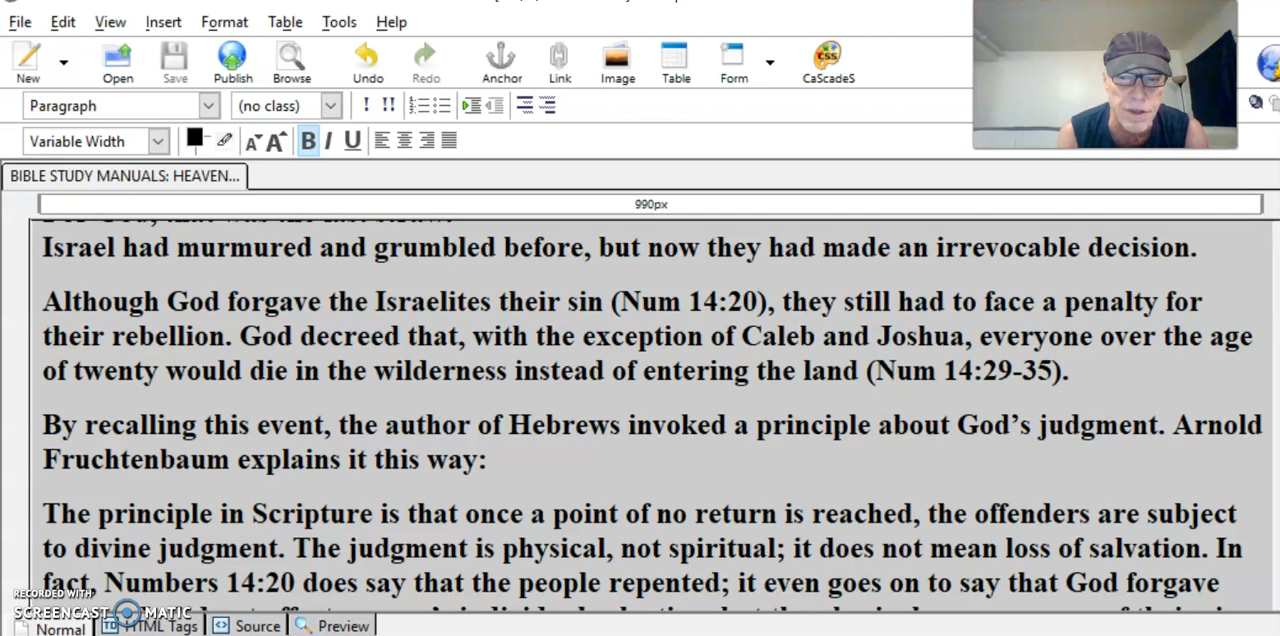 File Edit View Insert Format Table Tools Help
New Open Save Publish Browse Undo Redo Anchor Link Image Table Form CaScadeS
Paragraph (no class) ! !!
Variable Width A A B I U
BIBLE STUDY MANUALS: HEAVEN...
990px
Israel had murmured and grumbled before, but now they had made an irrevocable decision.
Although God forgave the Israelites their sin (Num 14:20), they still had to face a penalty for
their rebellion. God decreed that, with the exception of Caleb and Joshua, everyone over the age
of twenty would die in the wilderness instead of entering the land (Num 14:29-35).
By recalling this event, the author of Hebrews invoked a principle about God’s judgment. Arnold
Fruchtenbaum explains it this way:
The principle in Scripture is that once a point of no return is reached, the offenders are subject
to divine judgment. The judgment is physical, not spiritual; it does not mean loss of salvation. In
fact, Numbers 14:20 does say that the people repented; it even goes on to say that God forgave
RECORDED WITH
SCREENCAST MATIC
Normal TD HTML Tags Source Preview